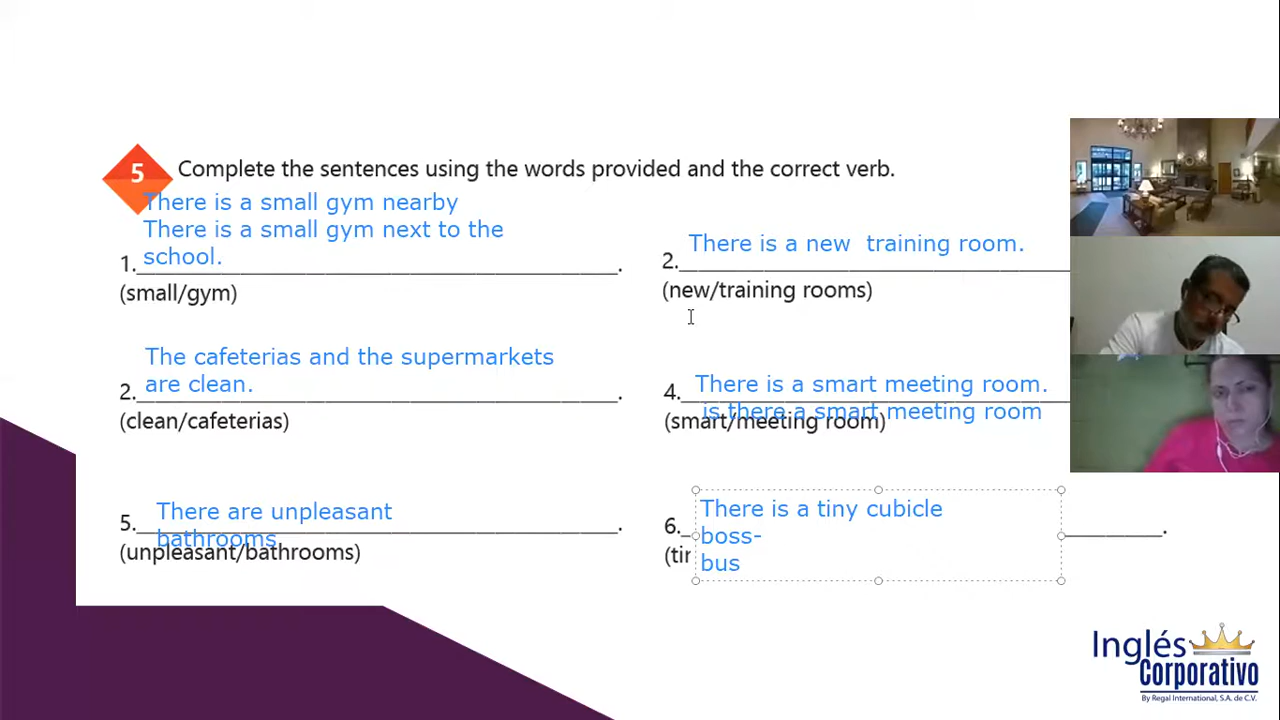 5 Complete the sentences using the words provided and the correct verb.
There is a small gym nearby
There is a small gym next to the
school.
1.
(small/gym)
There is a new training room.
2.
(new/training rooms)
The cafeterias and the supermarkets
are clean.
2.
(clean/cafeterias)
There is a smart meeting room.
4.
is there a smart meeting room
(smart/meeting room)
There are unpleasant
5.
bathrooms
(unpleasant/bathrooms)
There is a tiny cubicle
6.
boss-
bus
Inglés
Corporativo
By Regal International, S.A. de C.V.